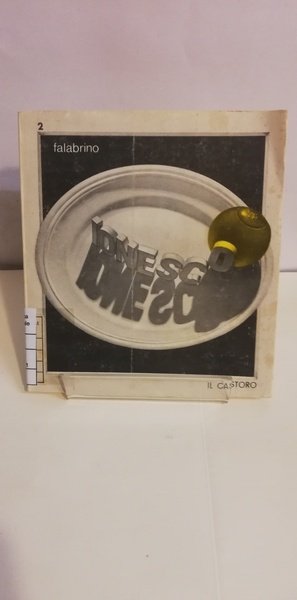 2
falabrino
IONESCO
IL CASTORO